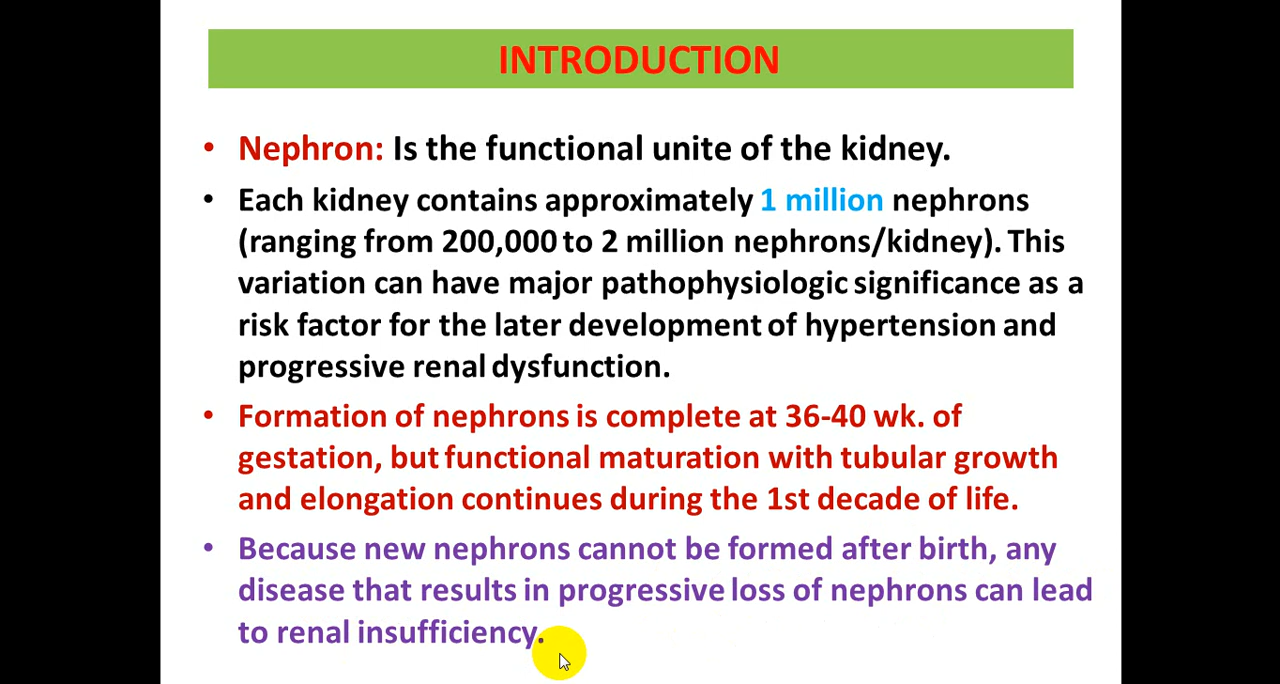 INTRODUCTION
• Nephron: Is the functional unite of the kidney.
• Each kidney contains approximately 1 million nephrons
(ranging from 200,000 to 2 million nephrons/kidney). This
variation can have major pathophysiologic significance as a
risk factor for the later development of hypertension and
progressive renal dysfunction.
• Formation of nephrons is complete at 36-40 wk. of
gestation, but functional maturation with tubular growth
and elongation continues during the 1st decade of life.
• Because new nephrons cannot be formed after birth, any
disease that results in progressive loss of nephrons can lead
to renal insufficiency.